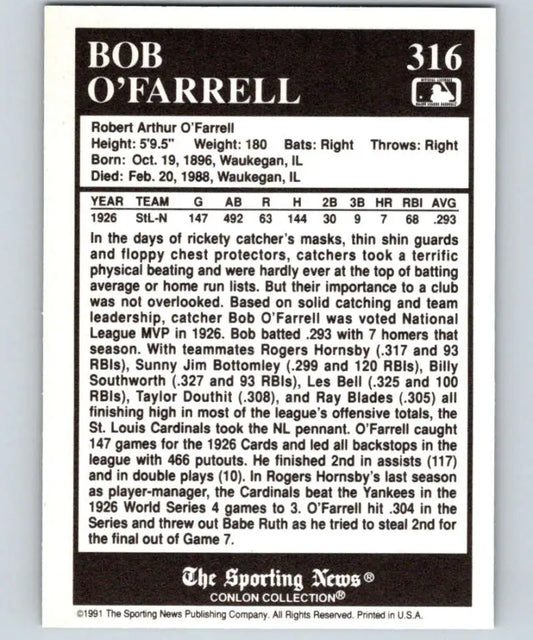 BOB 316
O'FARRELL
Robert Arthur O'Farrell
Height: 5'9.5" Weight: 180 Bats: Right Throws: Right
Born: Oct. 19, 1896, Waukegan, IL
Died: Feb. 20, 1988, Waukegan, IL
YEAR TEAM G AB R H 2B 3B HR RBI AVG
1926 StL-N 147 492 63 144 30 9 7 68 .293
In the days of rickety catcher's masks, thin shin guards
and floppy chest protectors, catchers took a terrific
physical beating and were hardly ever at the top of batting
average or home run lists. But their importance to a club
was not overlooked. Based on solid catching and team
leadership, catcher Bob O'Farrell was voted National
League MVP in 1926. Bob batted .293 with 7 homers that
season. With teammates Rogers Hornsby (.317 and 93
RBIs), Sunny Jim Bottomley (.299 and 120 RBIs), Billy
Southworth (.327 and 93 RBIs), Les Bell (.325 and 100
RBIs), Taylor Douthit (.308), and Ray Blades (.305) all
finishing high in most of the league's offensive totals, the
St. Louis Cardinals took the NL pennant. O'Farrell caught
147 games for the 1926 Cards and led all backstops in the
league with 466 putouts. He finished 2nd in assists (117)
and in double plays (10). In Rogers Hornsby's last season
as player-manager, the Cardinals beat the Yankees in the
1926 World Series 4 games to 3. O'Farrell hit .304 in the
Series and threw out Babe Ruth as he tried to steal 2nd for
the final out of Game 7.
The Sporting News®
CONLON COLLECTION®
©1991 The Sporting News Publishing Company. All Rights Reserved. Printed in U.S.A.